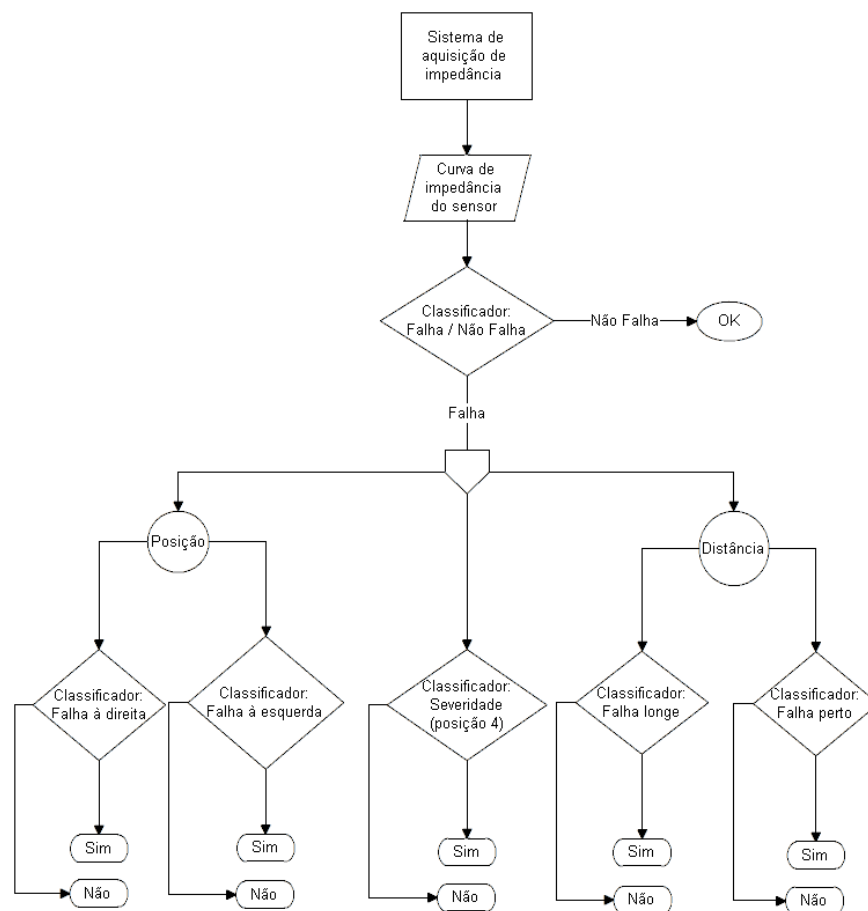 Sistema de
aquisição de
impedância
Curva de
impedância
do sensor
Classificador:
Falha / Não Falha
Não Falha
OK
Falha
Posição
Distância
Classificador:
Falha à direita
Classificador:
Falha à esquerda
Classificador:
Severidade
(posição 4)
Classificador:
Falha longe
Classificador:
Falha perto
Sim
Sim
Sim
Sim
Sim
Não
Não
Não
Não
Não